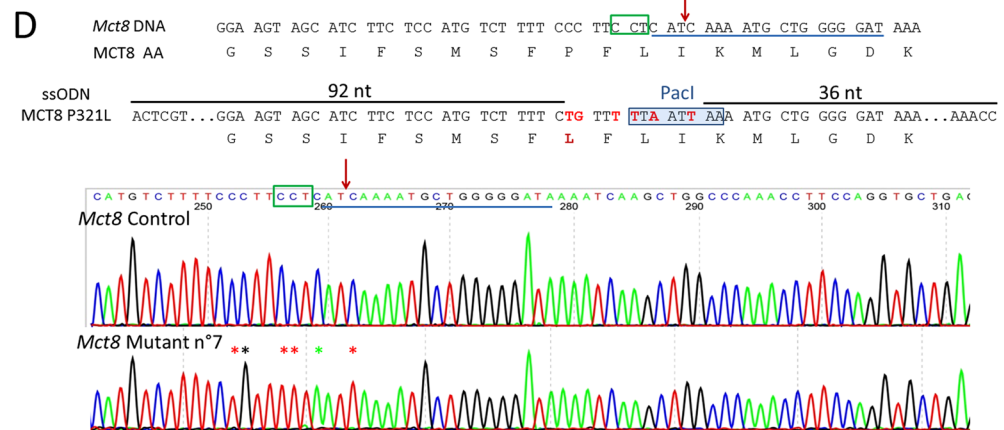 D
Mct8 DNA GGA AGT AGC ATC TTC TCC ATG TCT TTT CCC TTC CTC ATC AAA ATG CTG GGG GAT AAA
MCT8 AA G S S I F S M S F P F L I K M L G D K
92 nt PacI 36 nt
ssODN
MCT8 P321L ACTCGT...GGA AGT AGC ATC TTC TCC ATG TCT TTT CTG TTT TTA ATT AAA ATG CTG GGG GAT AAA...AAACC
G S S I F S M S F L F L I K M L G D K
CATGTCTTTTCCCTTCCTCATCAAAATGCTGGGGGATAAAATCAAGCTGGCCCAAACCTTCCAGGTGCTGA
250 260 270 280 290 300 310
Mct8 Control
Mct8 Mutant n°7
* * * * * *